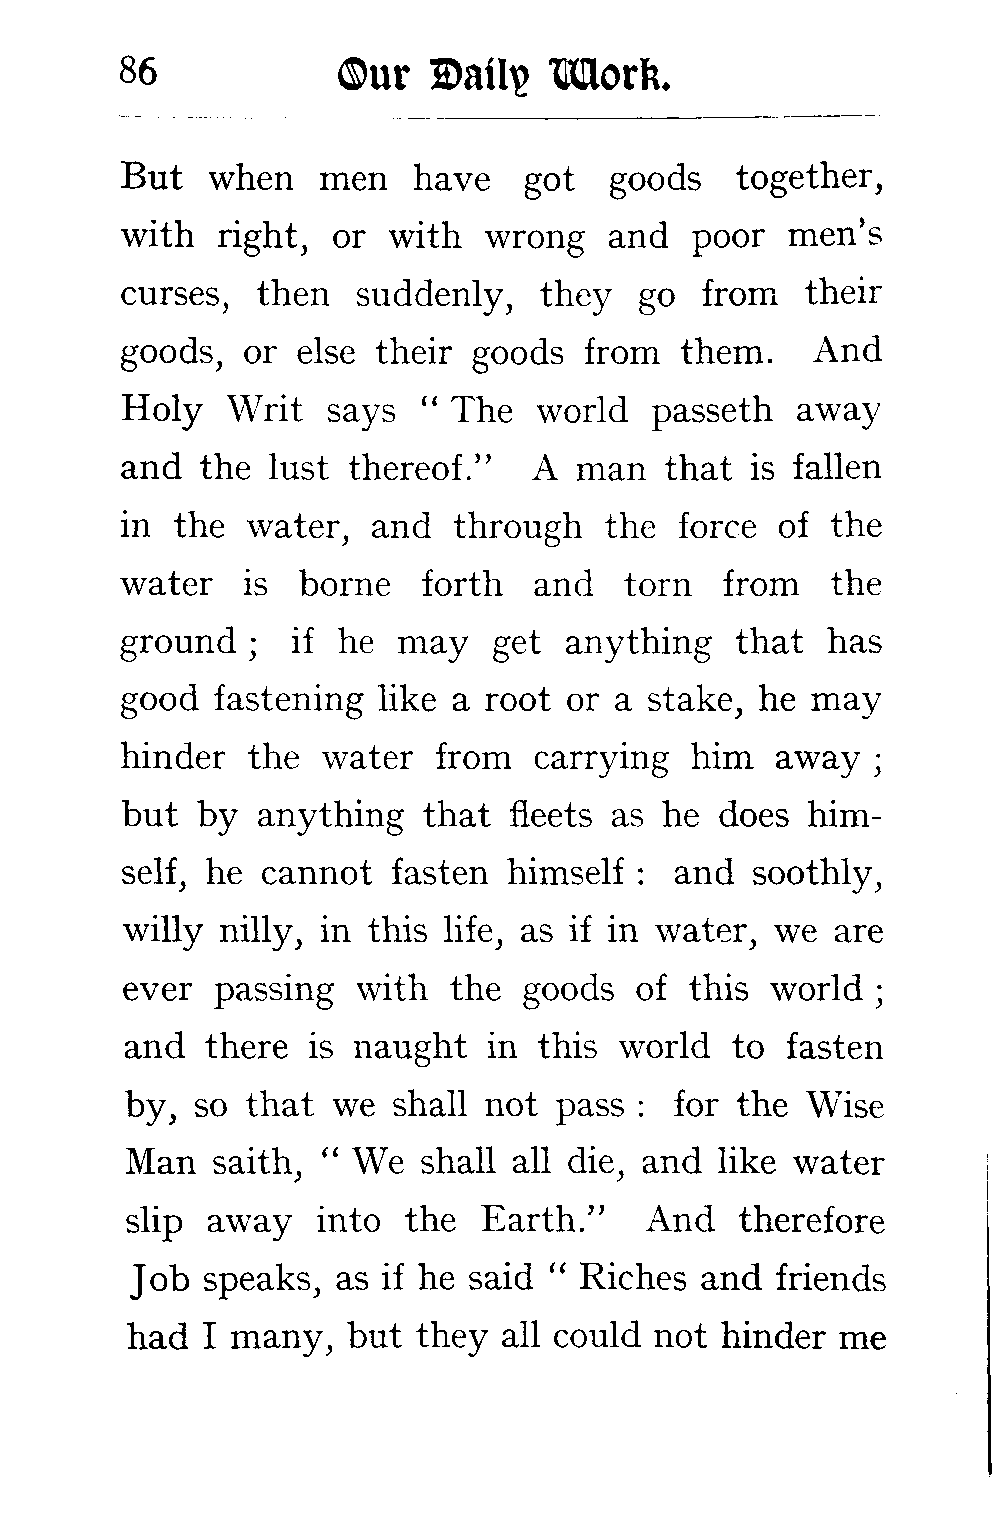 86 Our Daily Work.
But when men have got goods together,
with right, or with wrong and poor men's
curses, then suddenly, they go from their
goods, or else their goods from them. And
Holy Writ says “ The world passeth away
and the lust thereof.” A man that is fallen
in the water, and through the force of the
water is borne forth and torn from the
ground ; if he may get anything that has
good fastening like a root or a stake, he may
hinder the water from carrying him away ;
but by anything that fleets as he does him-
self, he cannot fasten himself : and soothly,
willy nilly, in this life, as if in water, we are
ever passing with the goods of this world ;
and there is naught in this world to fasten
by, so that we shall not pass : for the Wise
Man saith, “ We shall all die, and like water
slip away into the Earth.” And therefore
Job speaks, as if he said “ Riches and friends
had I many, but they all could not hinder me